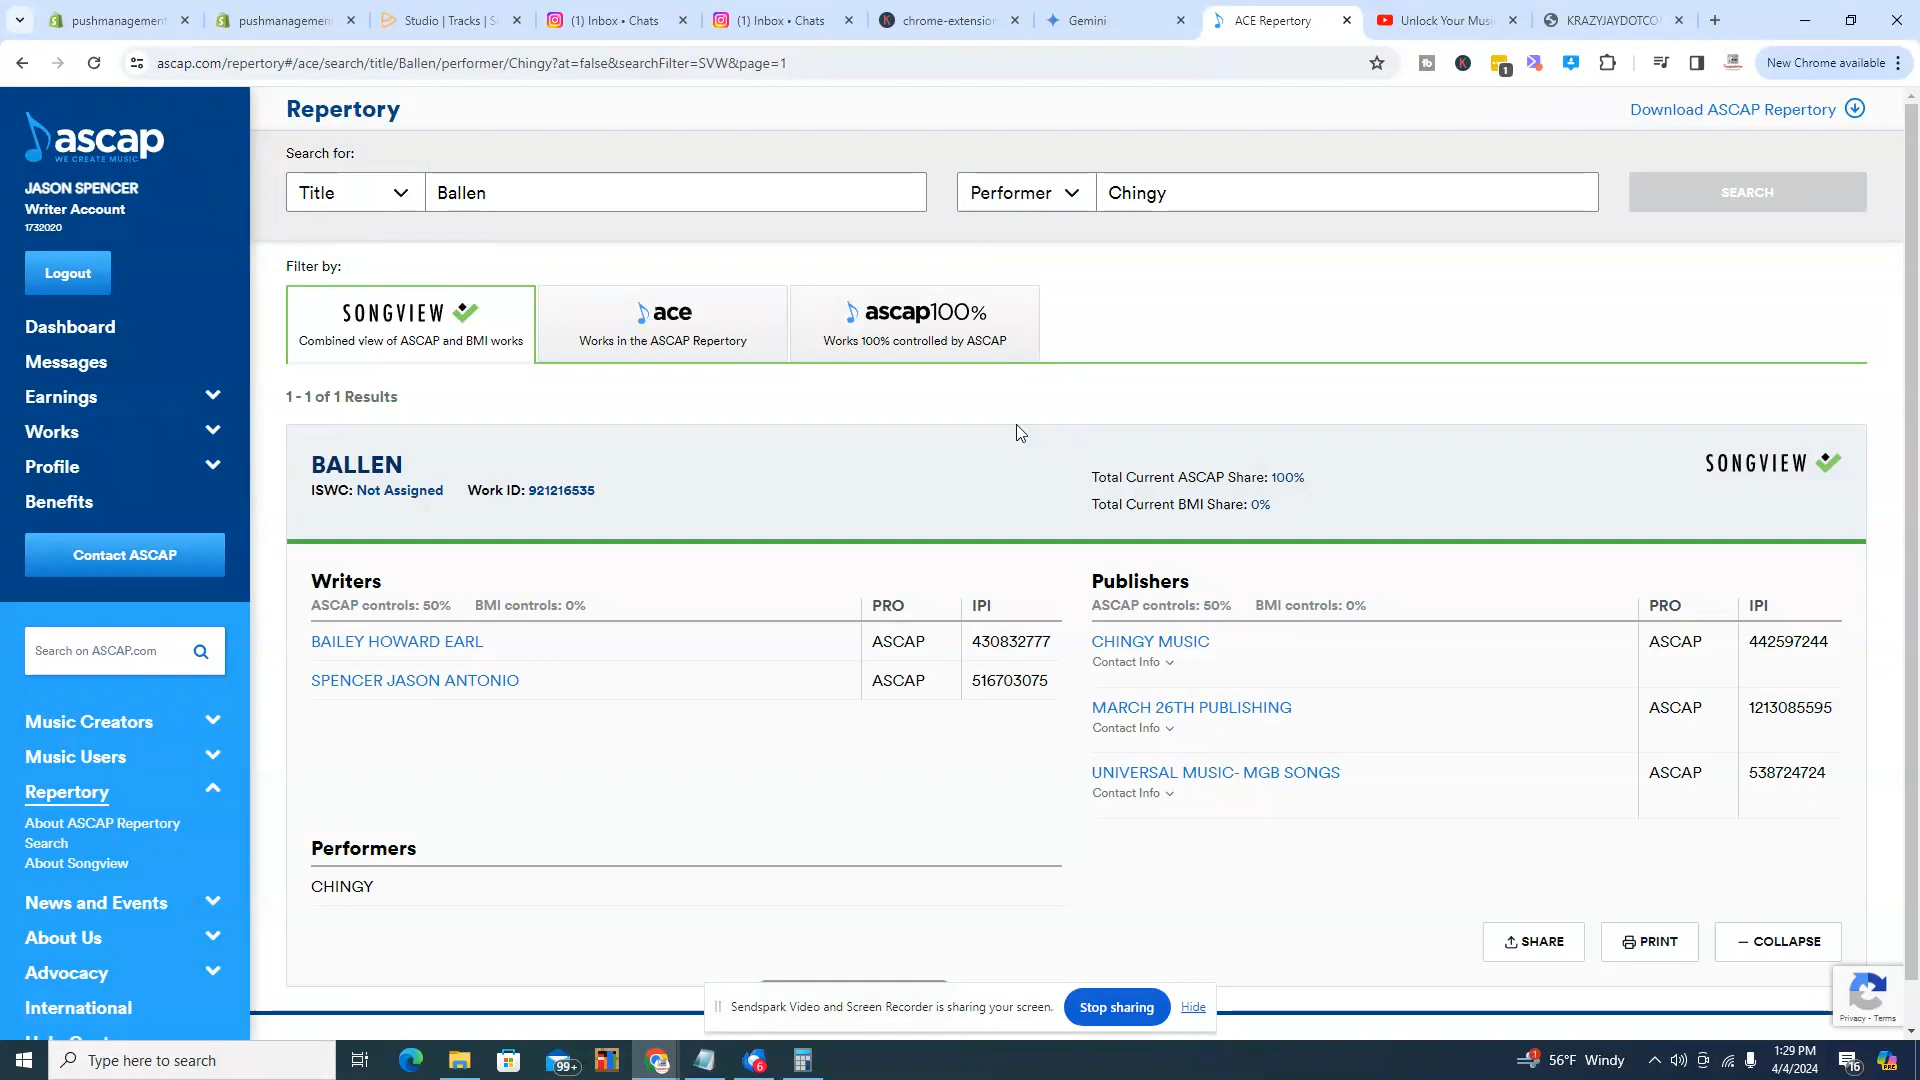 pushmanagement
pushmanagement
Studio | Tracks | S
(1) Inbox • Chats
(1) Inbox • Chats
chrome-extensio
Gemini
ACE Repertory
Unlock Your Musi
KRAZYJAYDOTCO
ascap.com/repertory#/ace/search/title/Ballen/performer/Chingy?at=false&searchFilter=SVW&page=1
New Chrome available
ascap
WE CREATE MUSIC
JASON SPENCER
Writer Account
1732020
Logout
Dashboard
Messages
Earnings
Works
Profile
Benefits
Contact ASCAP
Search on ASCAP.com
Music Creators
Music Users
Repertory
About ASCAP Repertory
Search
About Songview
News and Events
About Us
Advocacy
International
Repertory
Download ASCAP Repertory
Search for:
Title
Ballen
Performer
Chingy
SEARCH
Filter by:
SONGVIEW
Combined view of ASCAP and BMI works
ace
Works in the ASCAP Repertory
ascap100%
Works 100% controlled by ASCAP
1 - 1 of 1 Results
BALLEN
ISWC: Not Assigned Work ID: 921216535
Total Current ASCAP Share: 100%
Total Current BMI Share: 0%
SONGVIEW
Writers
ASCAP controls: 50% BMI controls: 0% PRO IPI
BAILEY HOWARD EARL ASCAP 430832777
SPENCER JASON ANTONIO ASCAP 516703075
Publishers
ASCAP controls: 50% BMI controls: 0% PRO IPI
CHINGY MUSIC ASCAP 442597244
Contact Info
MARCH 26TH PUBLISHING ASCAP 1213085595
Contact Info
UNIVERSAL MUSIC- MGB SONGS ASCAP 538724724
Contact Info
Performers
CHINGY
SHARE
PRINT
COLLAPSE
Privacy - Terms
Sendspark Video and Screen Recorder is sharing your screen.
Stop sharing
Hide
Type here to search
99+
6
56°F Windy
1:29 PM
4/4/2024
16